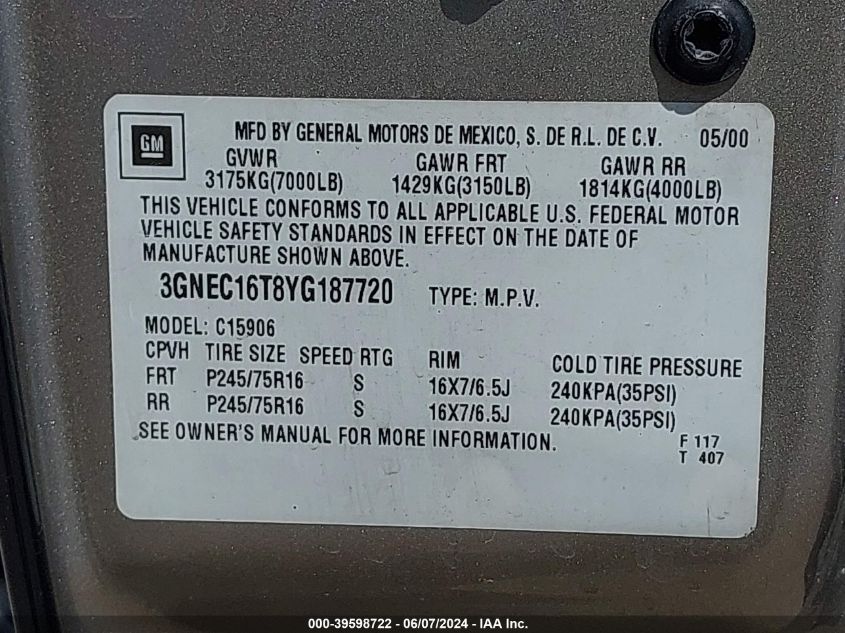 GM
MFD BY GENERAL MOTORS DE MEXICO, S. DE R.L. DE C.V. 05/00
GVWR GAWR FRT GAWR RR
3175KG(7000LB) 1429KG(3150LB) 1814KG(4000LB)
THIS VEHICLE CONFORMS TO ALL APPLICABLE U.S. FEDERAL MOTOR
VEHICLE SAFETY STANDARDS IN EFFECT ON THE DATE OF
MANUFACTURE SHOWN ABOVE.
3GNEC16T8YG187720 TYPE: M.P.V.
MODEL: C15906
CPVH TIRE SIZE SPEED RTG RIM COLD TIRE PRESSURE
FRT P245/75R16 S 16X7/6.5J 240KPA(35PSI)
RR P245/75R16 S 16X7/6.5J 240KPA(35PSI)
SEE OWNER'S MANUAL FOR MORE INFORMATION.
F 117
T 407
000-39598722 - 06/07/2024 - IAA Inc.